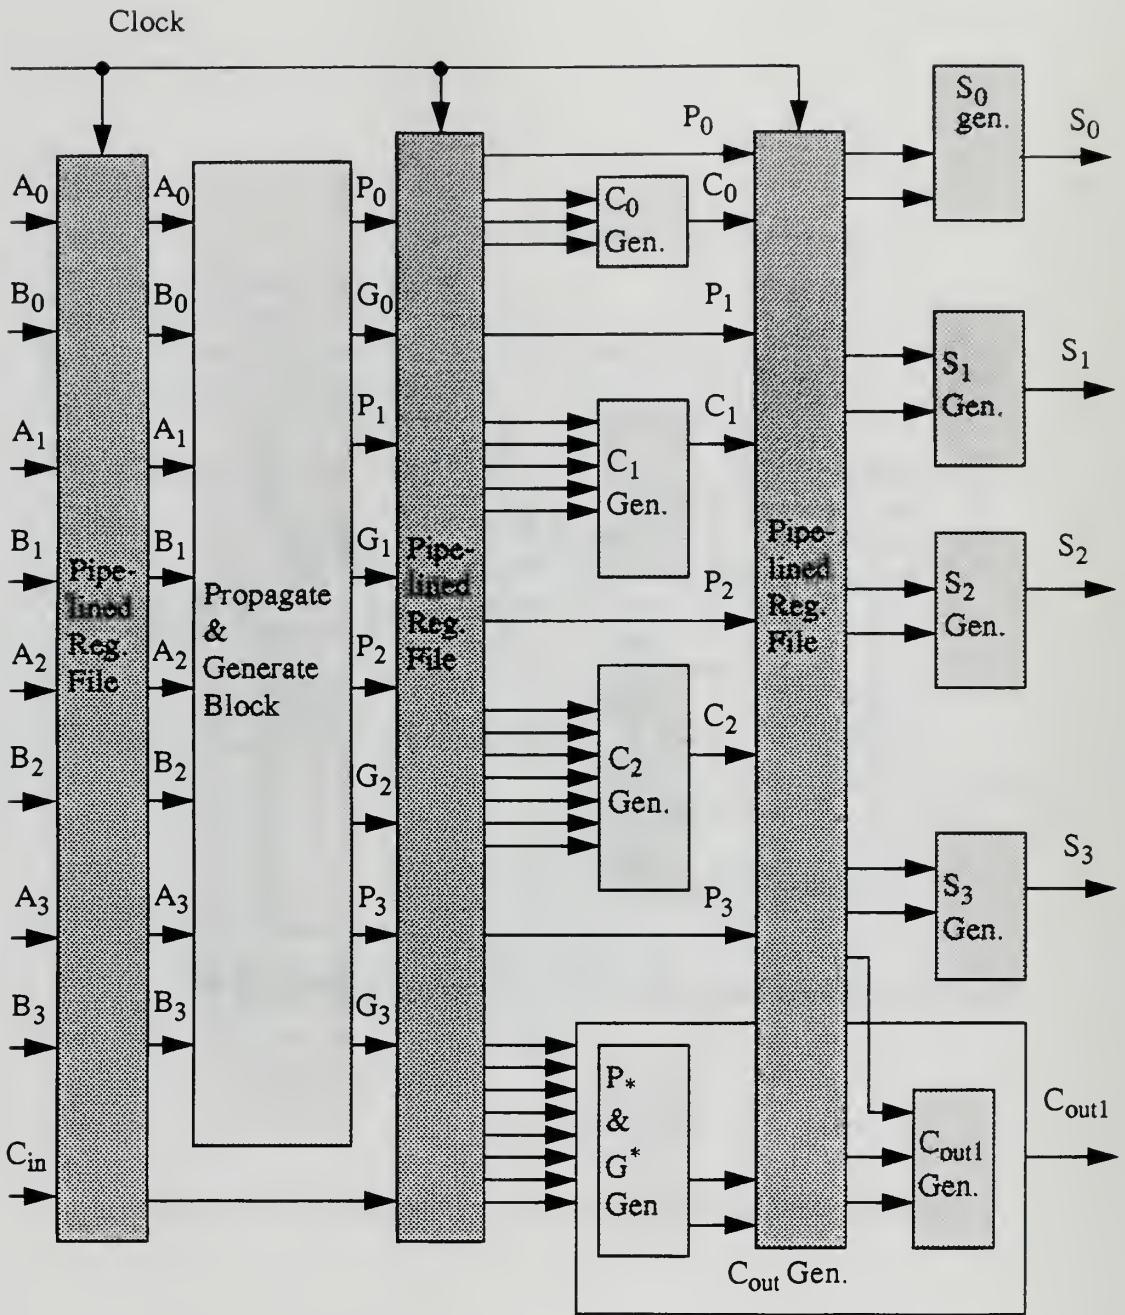 Clock
A0
B0
A1
B1
A2
B2
A3
B3
Cin
Pipe-
lined
Reg.
File
A0
B0
A1
B1
A2
B2
A3
B3
Propagate
&
Generate
Block
P0
G0
P1
G1
P2
G2
P3
G3
Pipe-
lined
Reg.
File
C0
Gen.
C1
Gen.
C2
Gen.
P*
&
G*
Gen
P0
C0
P1
C1
P2
C2
P3
Pipe-
lined
Reg.
File
Cout Gen.
S0
gen.
S1
Gen.
S2
Gen.
S3
Gen.
Cout1
Gen.
S0
S1
S2
S3
Cout1